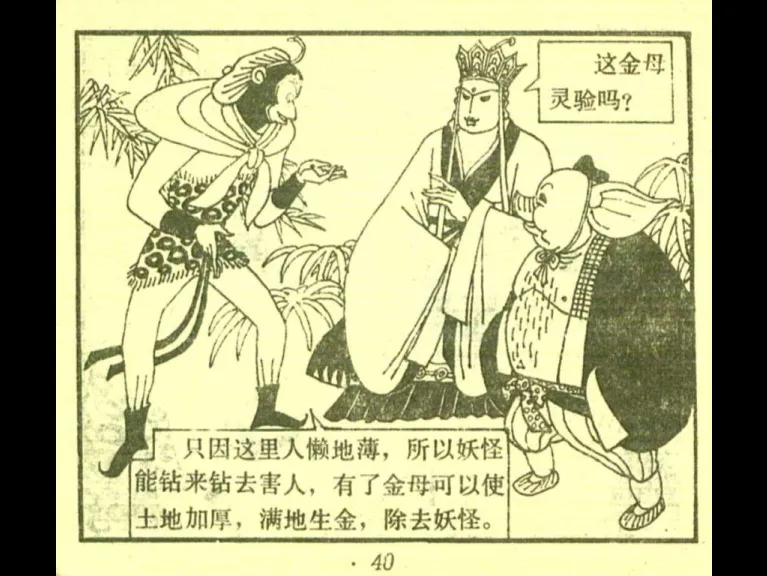 这金母
灵验吗?
只因这里人懒地薄，所以妖怪
能钻来钻去害人，有了金母可以使
土地加厚，满地生金，除去妖怪。
· 40